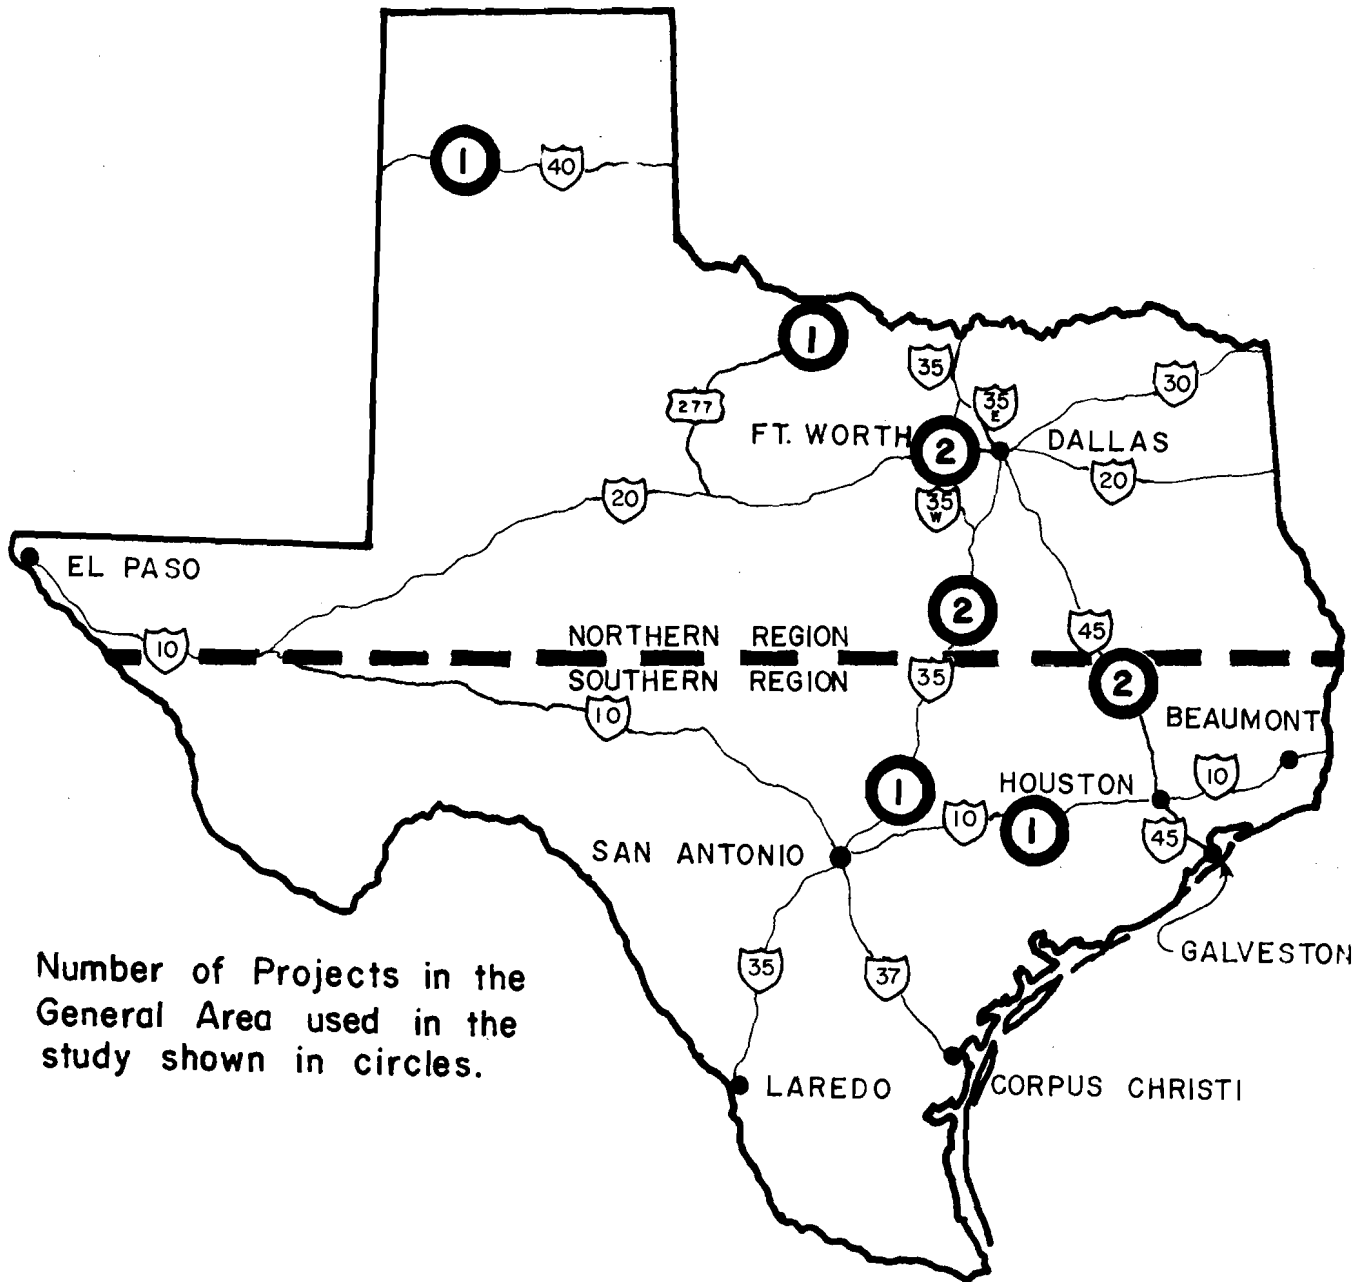 1
40
1
35
30
277
35
E
FT. WORTH
2
DALLAS
20
20
35
W
EL PASO
2
10
NORTHERN REGION
45
SOUTHERN REGION
35
2
10
BEAUMONT
1
HOUSTON
10
10
1
45
SAN ANTONIO
GALVESTON
35
37
Number of Projects in the
General Area used in the
study shown in circles.
LAREDO
CORPUS CHRISTI